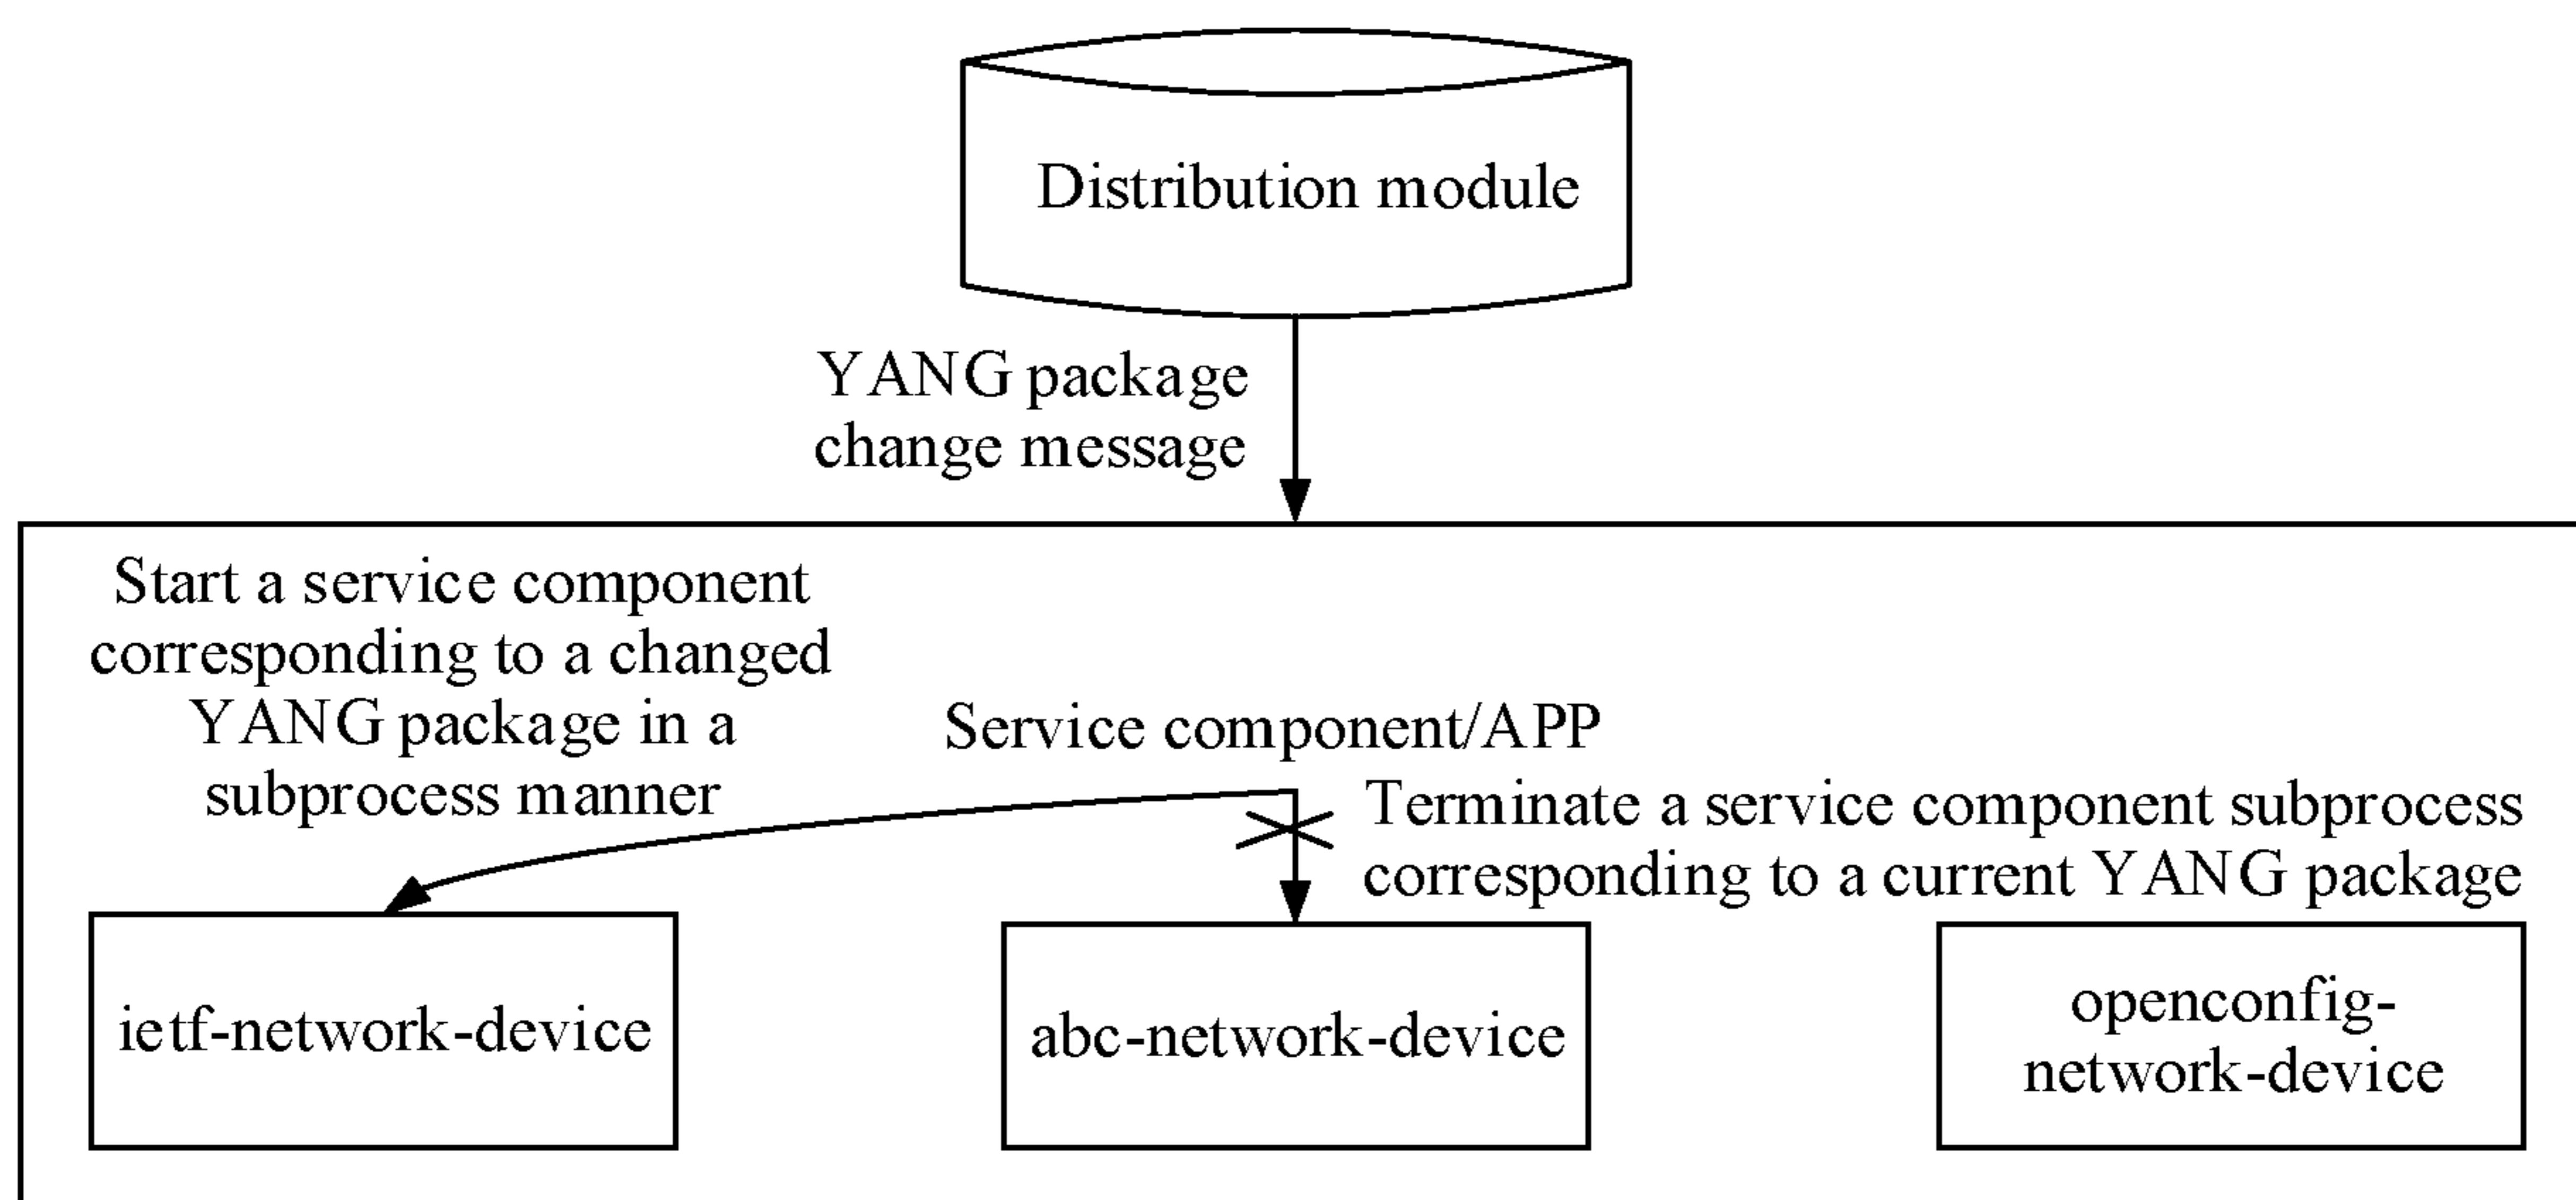 Distribution module
YANG package
change message
Start a service component
corresponding to a changed
YANG package in a
subprocess manner
Service component/APP
Terminate a service component subprocess
corresponding to a current YANG package
ietf-network-device
abc-network-device
openconfig-
network-device